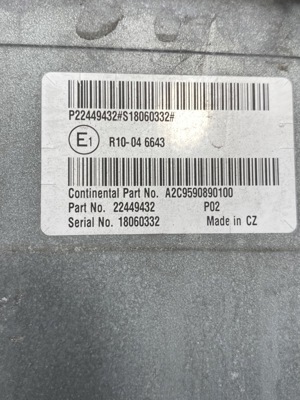 P22449432#S18060332#
E1 R10-04 6643
Continental Part No. A2C9590890100
Part No. 22449432 P02
Serial No. 18060332 Made in CZ